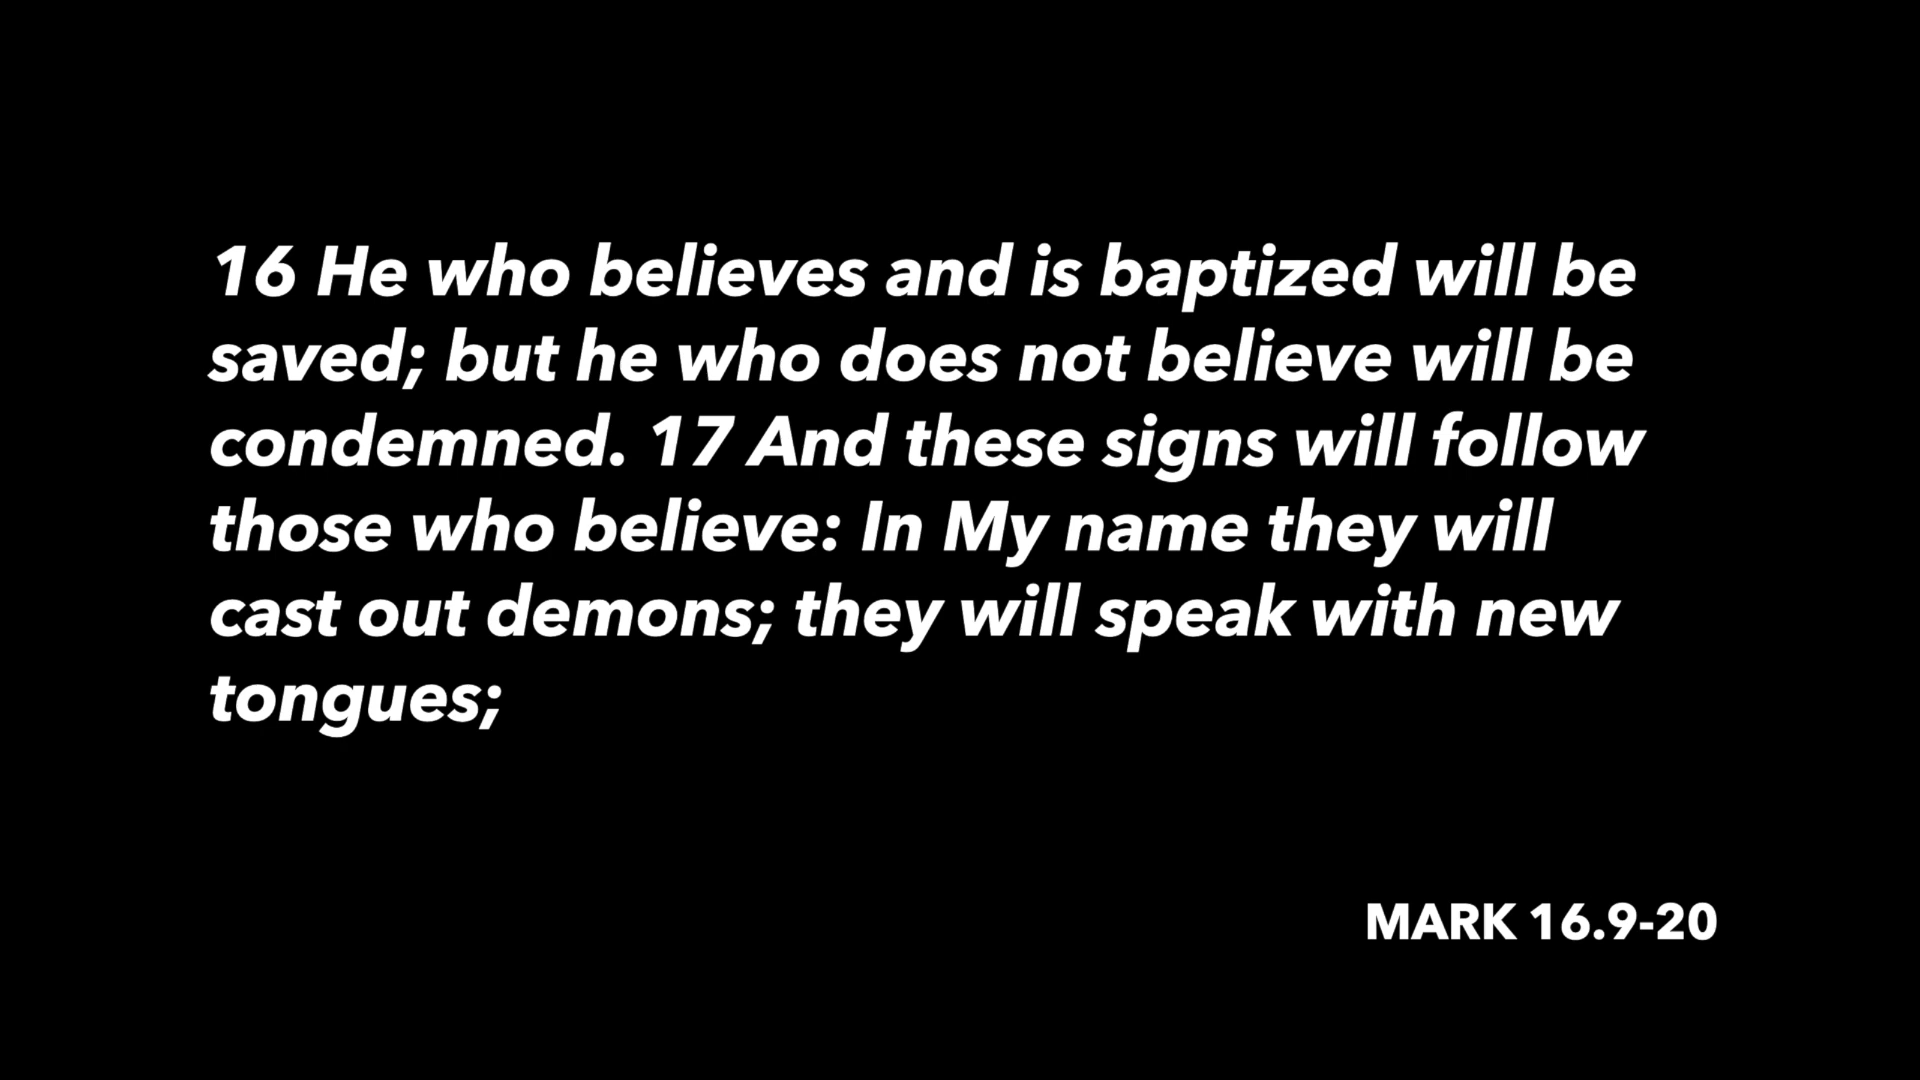 16 He who believes and is baptized will be
saved; but he who does not believe will be
condemned. 17 And these signs will follow
those who believe: In My name they will
cast out demons; they will speak with new
tongues;
MARK 16.9-20